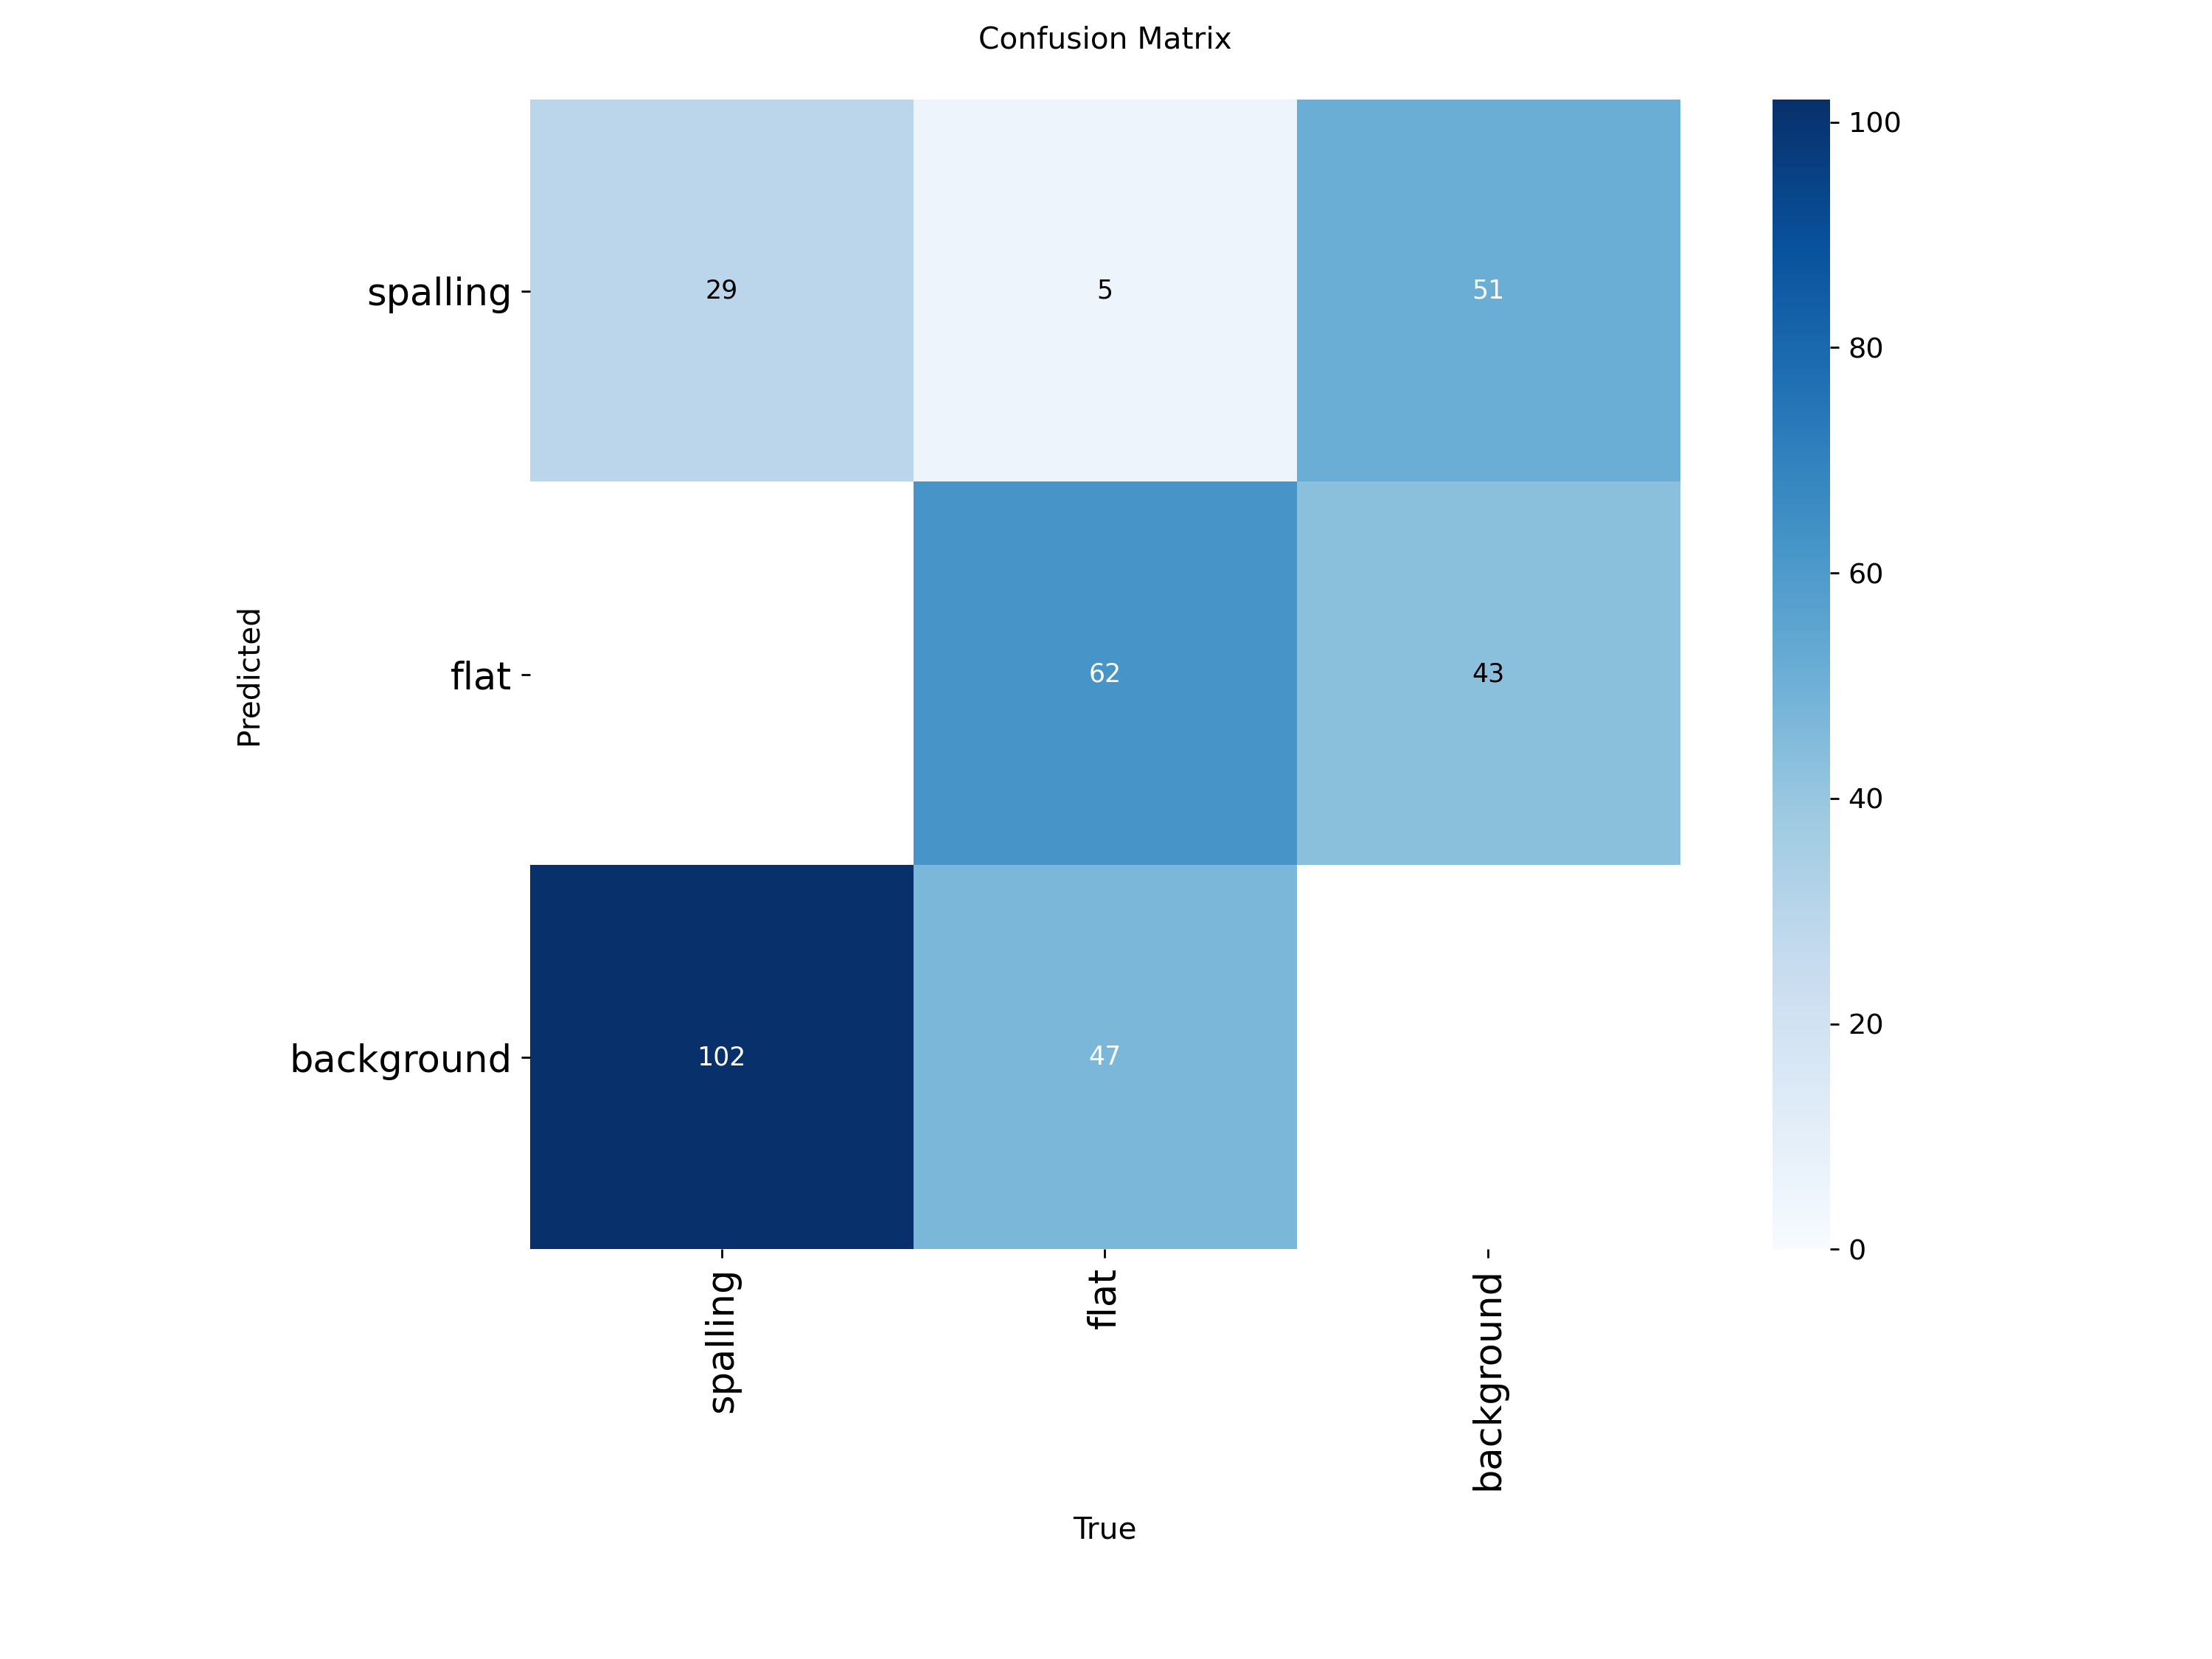 Confusion Matrix
spalling
29
5
51
flat
62
43
background
102
47
Predicted
spalling
flat
background
True
100
80
60
40
20
0